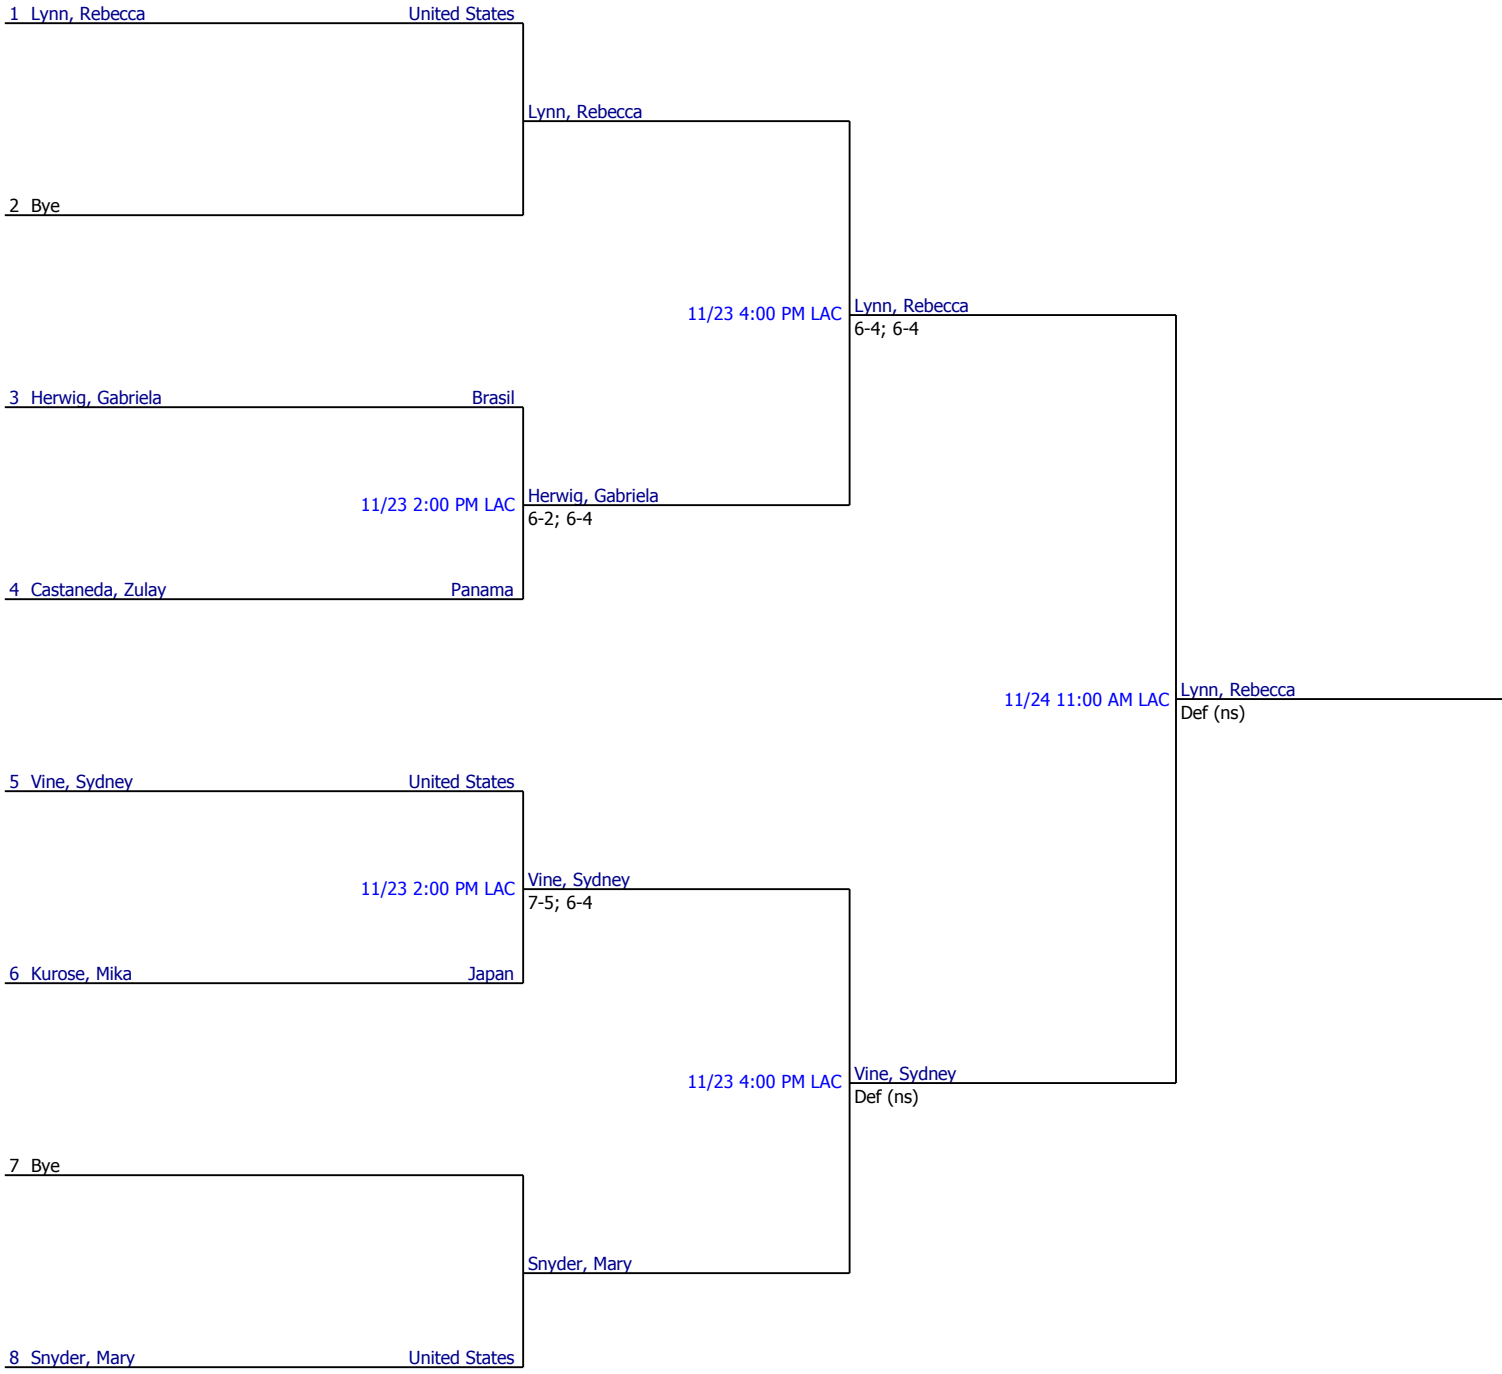 1 Lynn, Rebecca United States
Lynn, Rebecca
2 Bye
11/23 4:00 PM LAC Lynn, Rebecca
6-4; 6-4
3 Herwig, Gabriela Brasil
11/23 2:00 PM LAC Herwig, Gabriela
6-2; 6-4
4 Castaneda, Zulay Panama
11/24 11:00 AM LAC Lynn, Rebecca
Def (ns)
5 Vine, Sydney United States
11/23 2:00 PM LAC Vine, Sydney
7-5; 6-4
6 Kurose, Mika Japan
11/23 4:00 PM LAC Vine, Sydney
Def (ns)
7 Bye
Snyder, Mary
8 Snyder, Mary United States